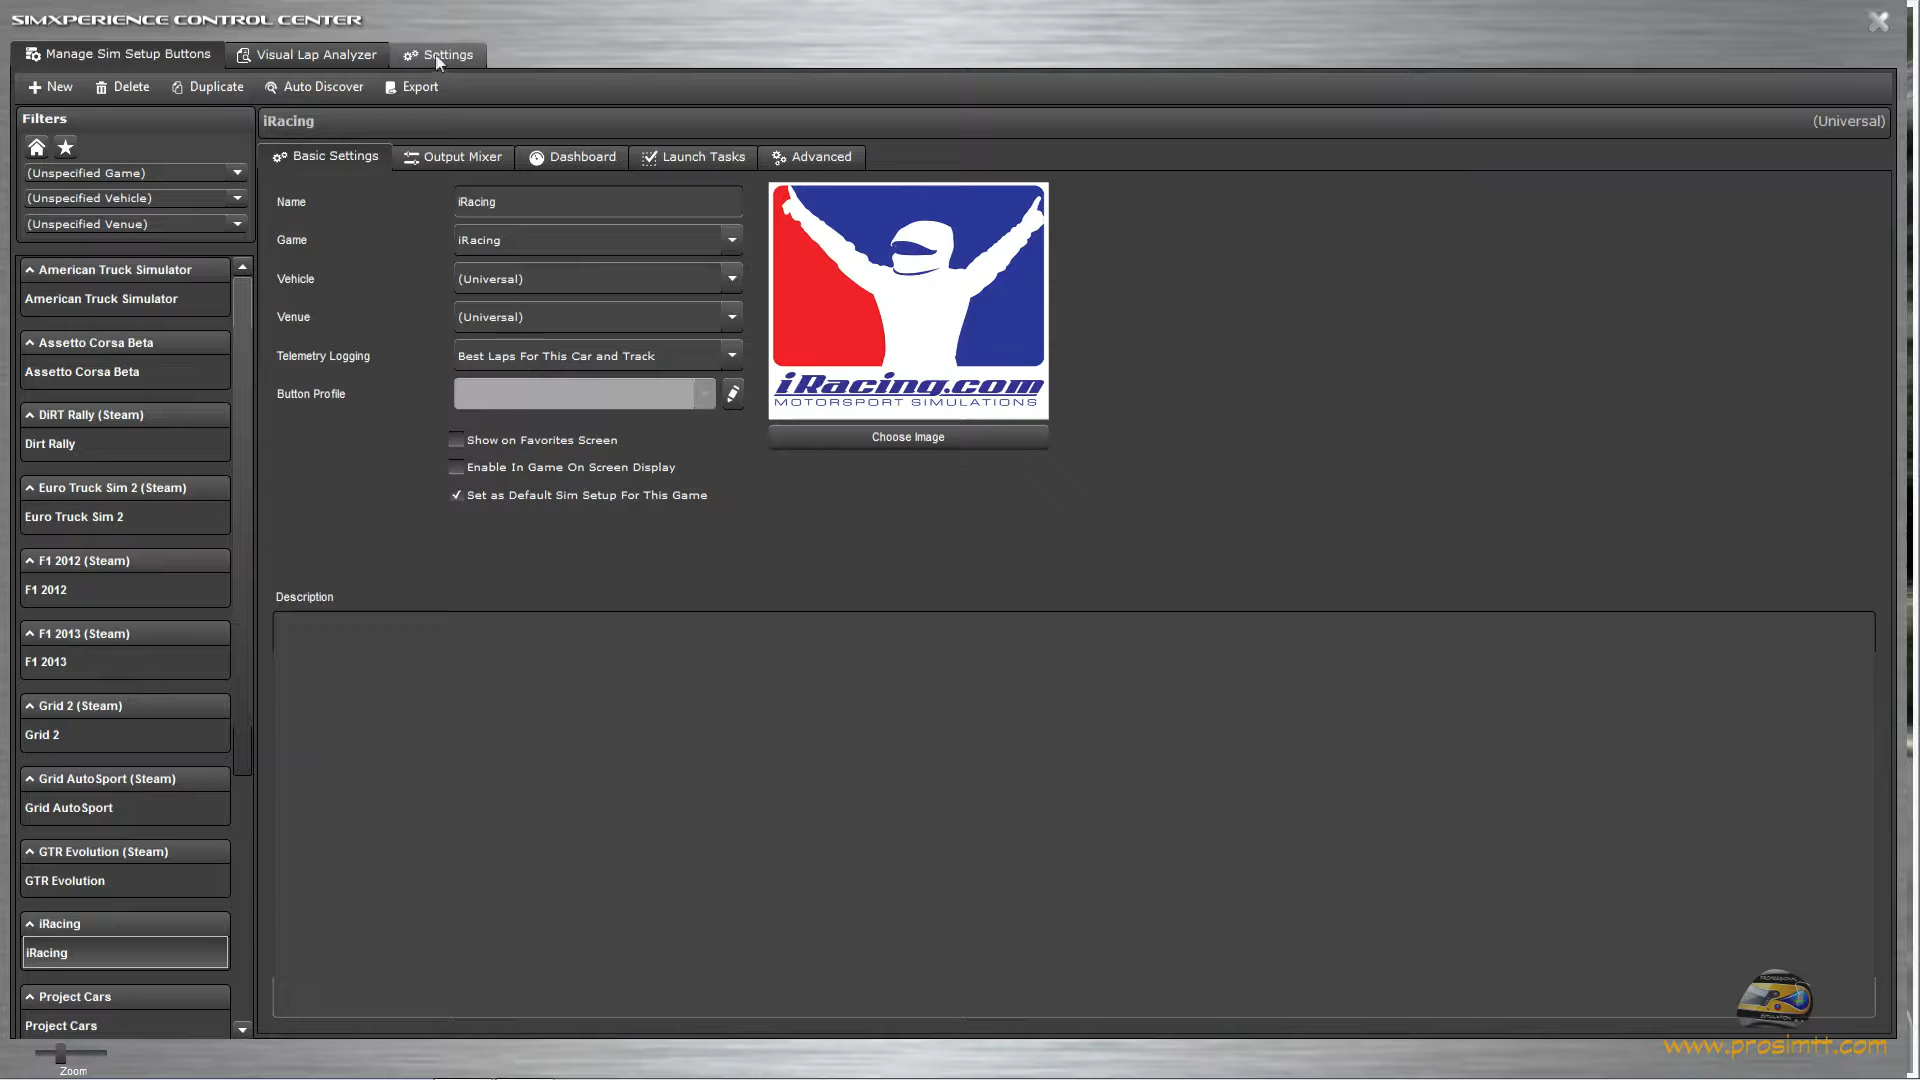 SIMXPERIENCE CONTROL CENTER
Manage Sim Setup Buttons Visual Lap Analyzer Settings
New Delete Duplicate Auto Discover Export
Filters
(Unspecified Game)
(Unspecified Vehicle)
(Unspecified Venue)
American Truck Simulator
American Truck Simulator
Assetto Corsa Beta
Assetto Corsa Beta
DiRT Rally (Steam)
Dirt Rally
Euro Truck Sim 2 (Steam)
Euro Truck Sim 2
F1 2012 (Steam)
F1 2012
F1 2013 (Steam)
F1 2013
Grid 2 (Steam)
Grid 2
Grid AutoSport (Steam)
Grid AutoSport
GTR Evolution (Steam)
GTR Evolution
iRacing
iRacing
Project Cars
Project Cars
Zoom
iRacing (Universal)
Basic Settings Output Mixer Dashboard Launch Tasks Advanced
Name iRacing
Game iRacing
Vehicle (Universal)
Venue (Universal)
Telemetry Logging Best Laps For This Car and Track
Button Profile
Show on Favorites Screen
Enable In Game On Screen Display
Set as Default Sim Setup For This Game
iRacing.com
MOTORSPORT SIMULATIONS
Choose Image
Description
www.prosimtt.com